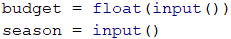 budget = float(input())
season = input()